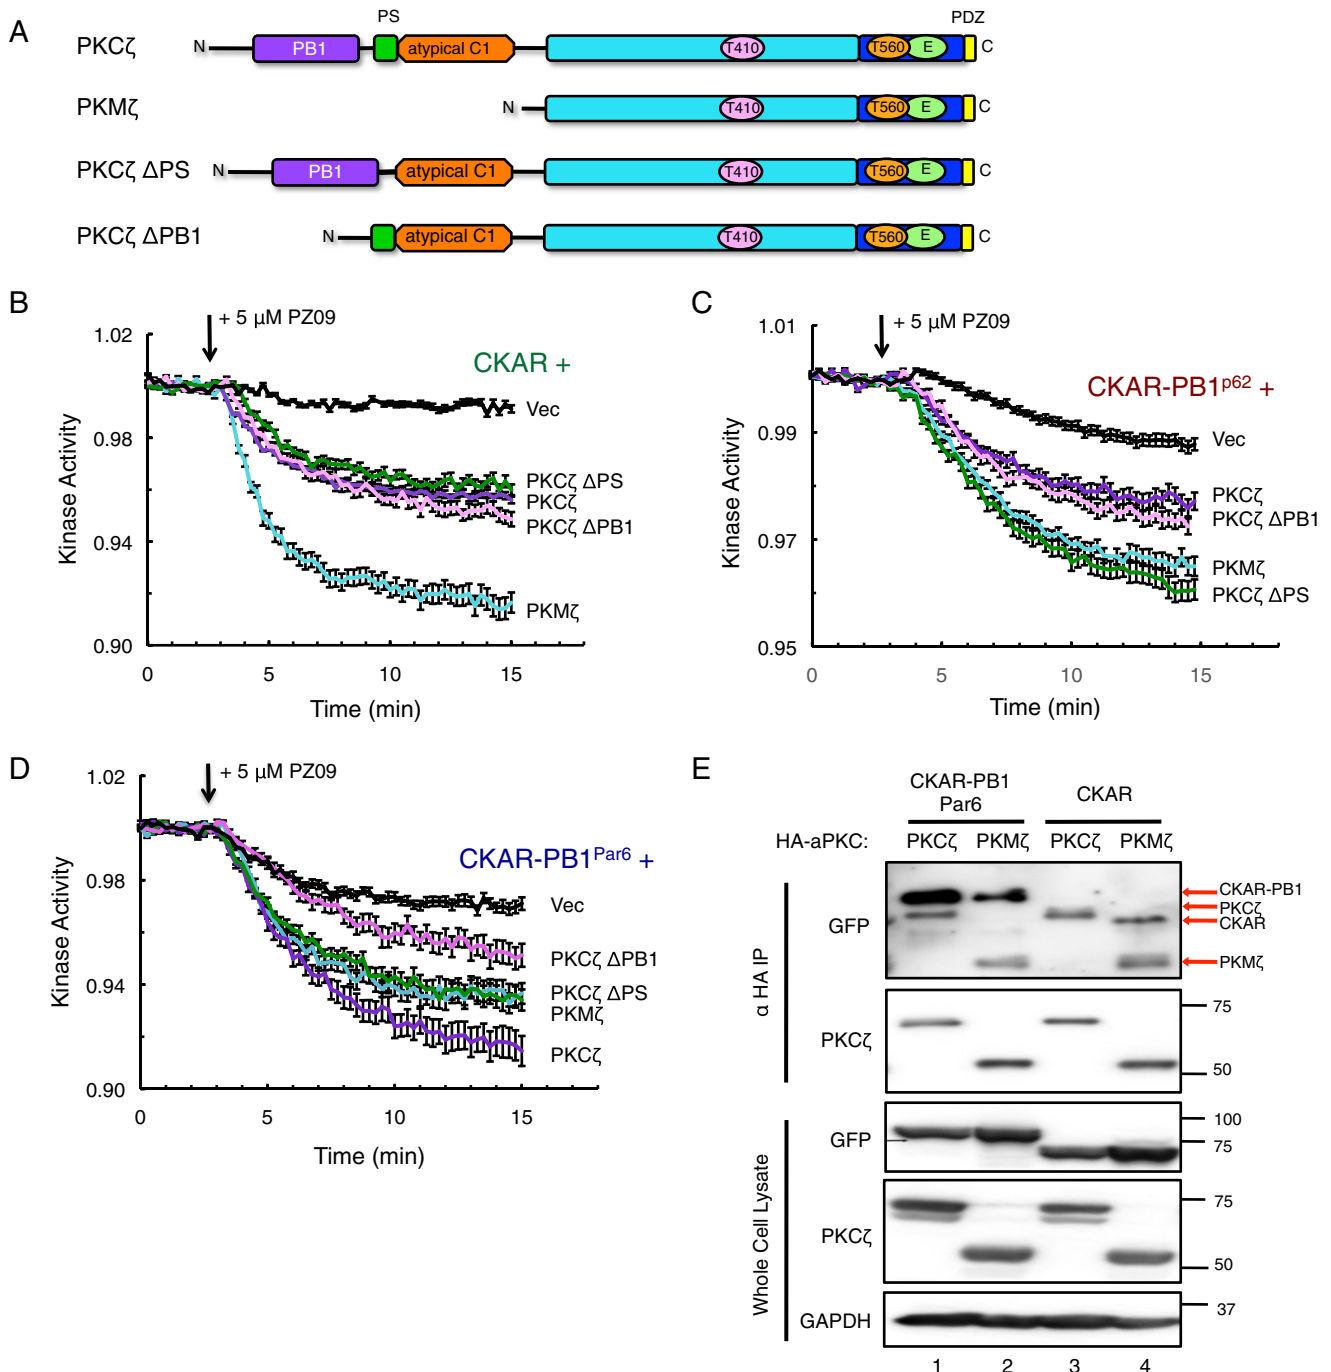 A
PS
PDZ
PKCζ
N
PB1
atypical C1
T410
T560
E
C
PKMζ
N
T410
T560
E
C
PKCζ ΔPS
N
PB1
atypical C1
T410
T560
E
C
PKCζ ΔPB1
N
atypical C1
T410
T560
E
C
B
+ 5 µM PZ09
CKAR +
1.02
0.98
0.94
0.90
Kinase Activity
Vec
PKCζ ΔPS
PKCζ
PKCζ ΔPB1
PKMζ
0
5
10
15
Time (min)
C
+ 5 µM PZ09
CKAR-PB1p62 +
1.01
0.99
0.97
0.95
Kinase Activity
Vec
PKCζ
PKCζ ΔPB1
PKMζ
PKCζ ΔPS
0
5
10
15
Time (min)
D
+ 5 µM PZ09
CKAR-PB1Par6 +
1.02
0.98
0.94
0.90
Kinase Activity
Vec
PKCζ ΔPB1
PKCζ ΔPS
PKMζ
PKCζ
0
5
10
15
Time (min)
E
CKAR-PB1
Par6
CKAR
HA-aPKC:
PKCζ
PKMζ
PKCζ
PKMζ
α HA IP
GFP
CKAR-PB1
PKCζ
CKAR
PKMζ
PKCζ
75
50
Whole Cell Lysate
GFP
100
75
PKCζ
75
50
GAPDH
37
1
2
3
4